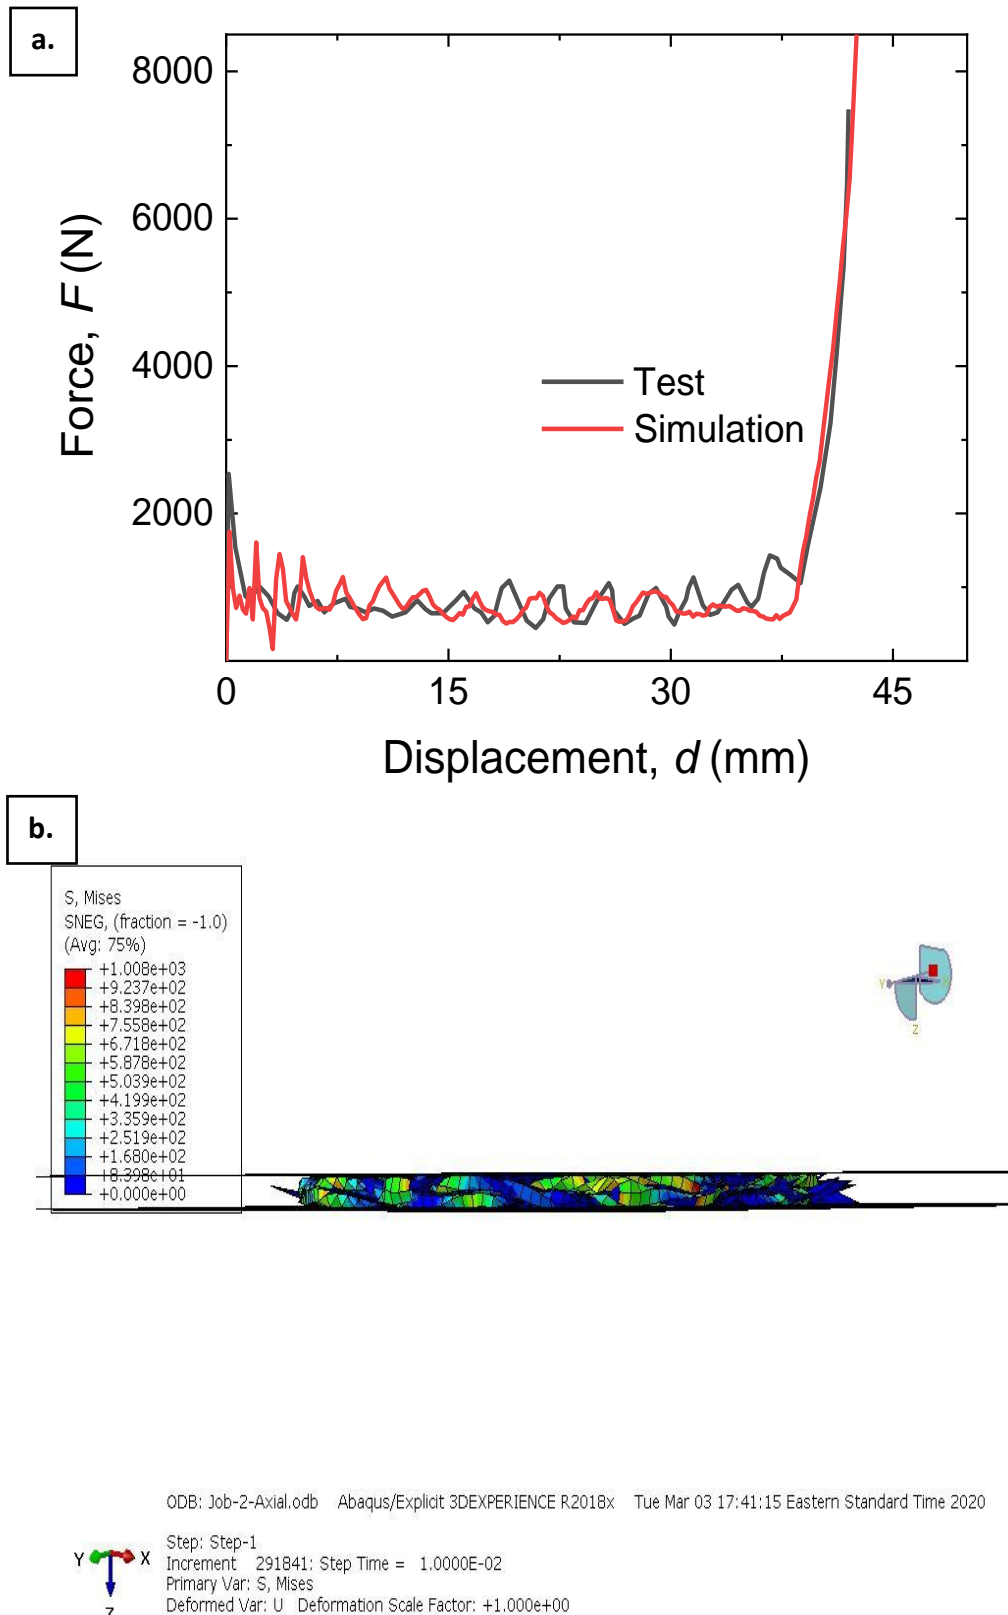 a.
8000
6000
4000
2000
Force, F (N)
Test
Simulation
0 15 30 45
Displacement, d (mm)
b.
S, Mises
SNEG, (fraction = -1.0)
(Avg: 75%)
+1.008e+03
+9.237e+02
+8.398e+02
+7.558e+02
+6.718e+02
+5.878e+02
+5.039e+02
+4.199e+02
+3.359e+02
+2.519e+02
+1.680e+02
+8.398e+01
+0.000e+00
Y X
Z
ODB: Job-2-Axial.odb Abaqus/Explicit 3DEXPERIENCE R2018x Tue Mar 03 17:41:15 Eastern Standard Time 2020
Step: Step-1
Increment 291841: Step Time = 1.0000E-02
Primary Var: S, Mises
Deformed Var: U Deformation Scale Factor: +1.000e+00
Y X
Z